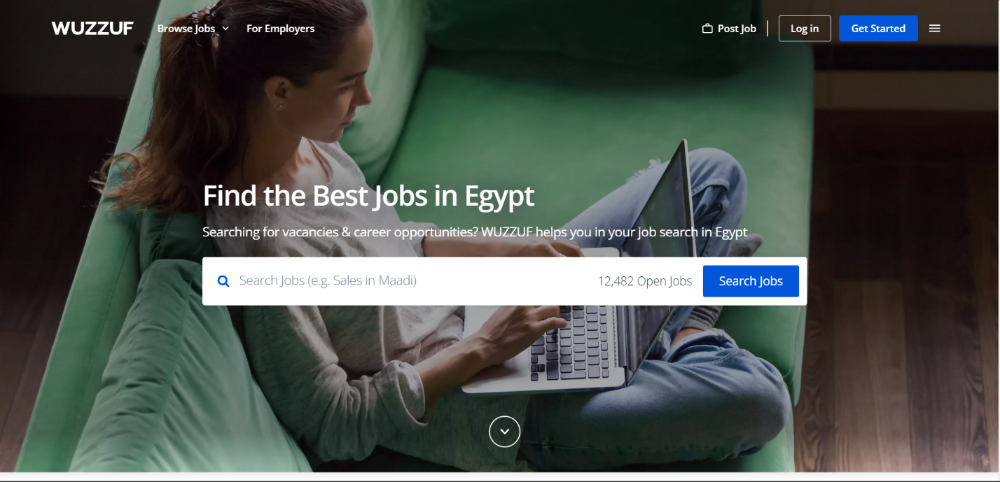 WUZZUF Browse Jobs For Employers Post Job Log in Get Started
Find the Best Jobs in Egypt
Searching for vacancies & career opportunities? WUZZUF helps you in your job search in Egypt
Search Jobs (e.g. Sales in Maadi) 12,482 Open Jobs Search Jobs